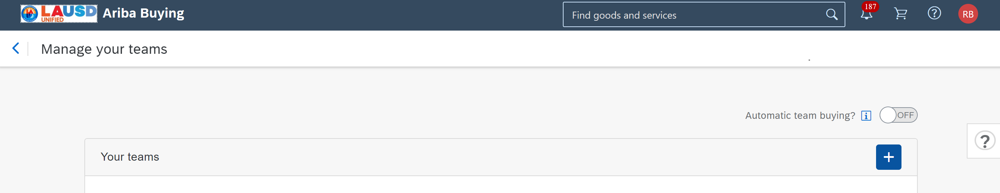 LAUSD
UNIFIED
Ariba Buying
Find goods and services
187
RB
Manage your teams
Automatic team buying?
OFF
Your teams